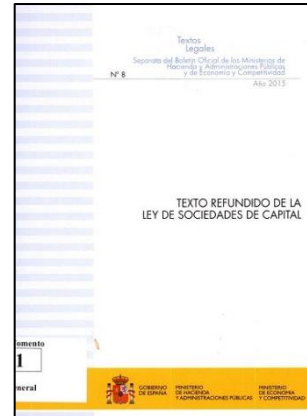 Textos
Legales
Separata del Boletín Oficial de los Ministerios de
Hacienda y Administraciones Públicas
y de Economía y Competitividad
Nº 8
Año 2015
TEXTO REFUNDIDO DE LA
LEY DE SOCIEDADES DE CAPITAL
omento
1
neral
GOBIERNO
DE ESPAÑA
MINISTERIO
DE HACIENDA
Y ADMINISTRACIONES PÚBLICAS
MINISTERIO
DE ECONOMÍA
Y COMPETITIVIDAD